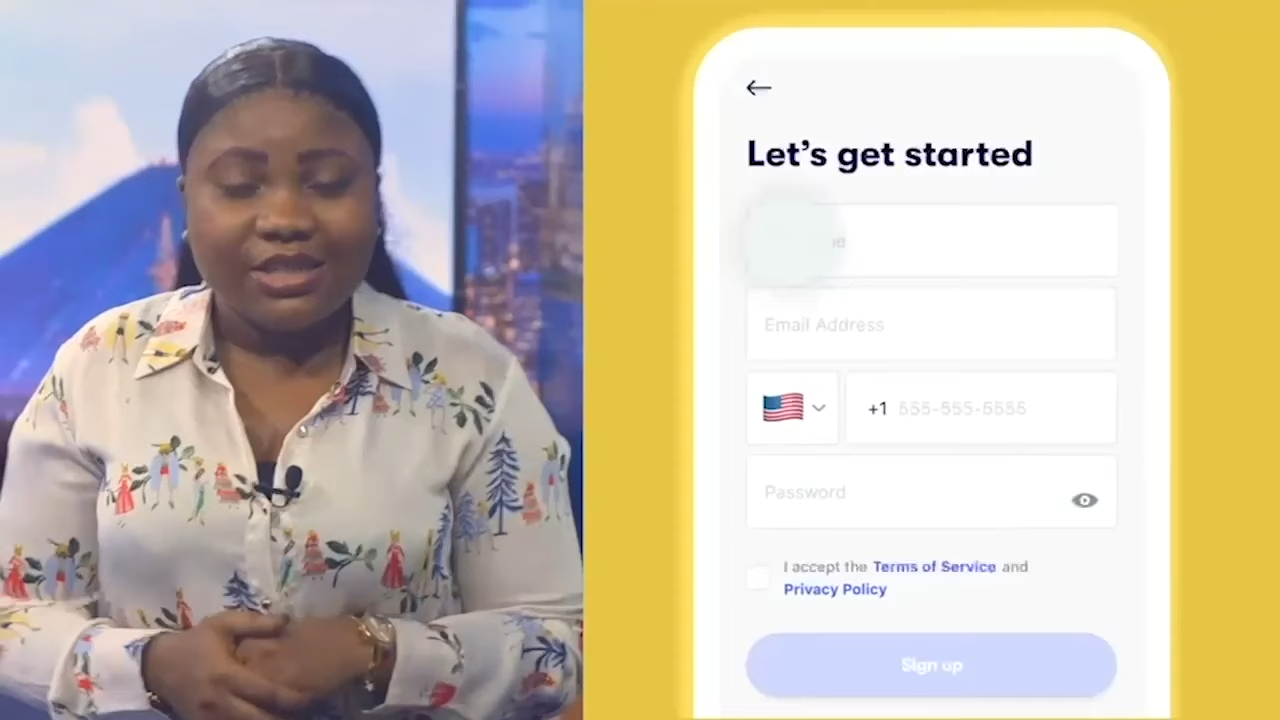 Let's get started
Email Address
+1 555-555-5555
Password
I accept the Terms of Service and
Privacy Policy
Sign up